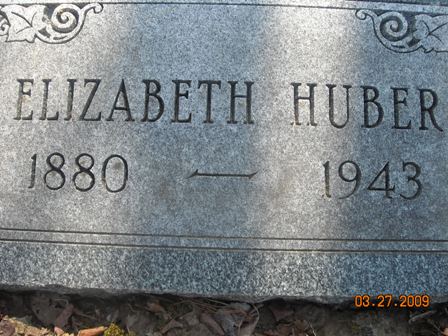 ELIZABETH HUBER
1880 — 1943
03.27.2009